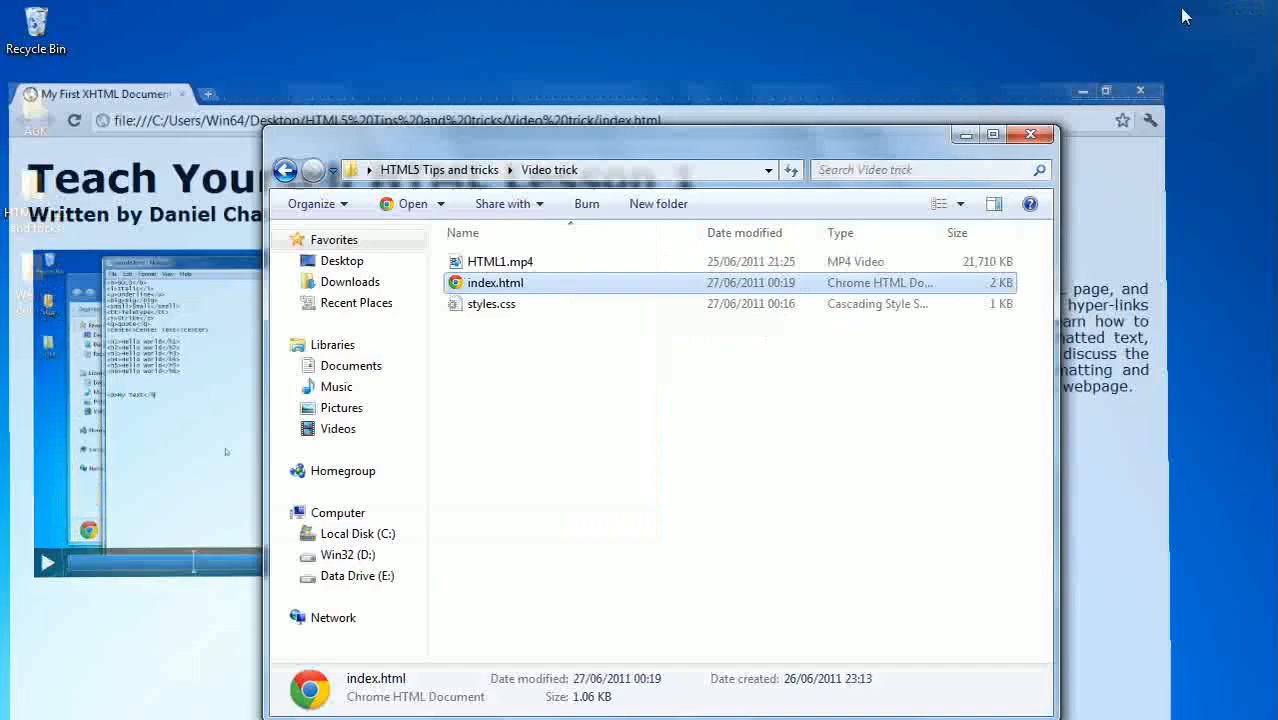 Recycle Bin
My First XHTML Documen
file:///C:/Users/Win64/Desktop/HTML5%20Tips%20and%20tricks/Video%20trick/index.html
HTML5 Tips and tricks Video trick
Search Video trick
Teach Your
Lesson 1
Written by Daniel Cha
Organize Open Share with Burn New folder
Name Date modified Type Size
Favorites
Desktop
Downloads
Recent Places
Libraries
Documents
Music
Pictures
Videos
Homegroup
Computer
Local Disk (C:)
Win32 (D:)
Data Drive (E:)
Network
HTML1.mp4 25/06/2011 21:25 MP4 Video 21,710 KB
index.html 27/06/2011 00:19 Chrome HTML Do... 2 KB
styles.css 27/06/2011 00:16 Cascading Style S... 1 KB
page, and
hyper-links
arn how to
matted text,
discuss the
matting and
webpage.
index.html Date modified: 27/06/2011 00:19 Date created: 26/06/2011 23:13
Chrome HTML Document Size: 1.06 KB